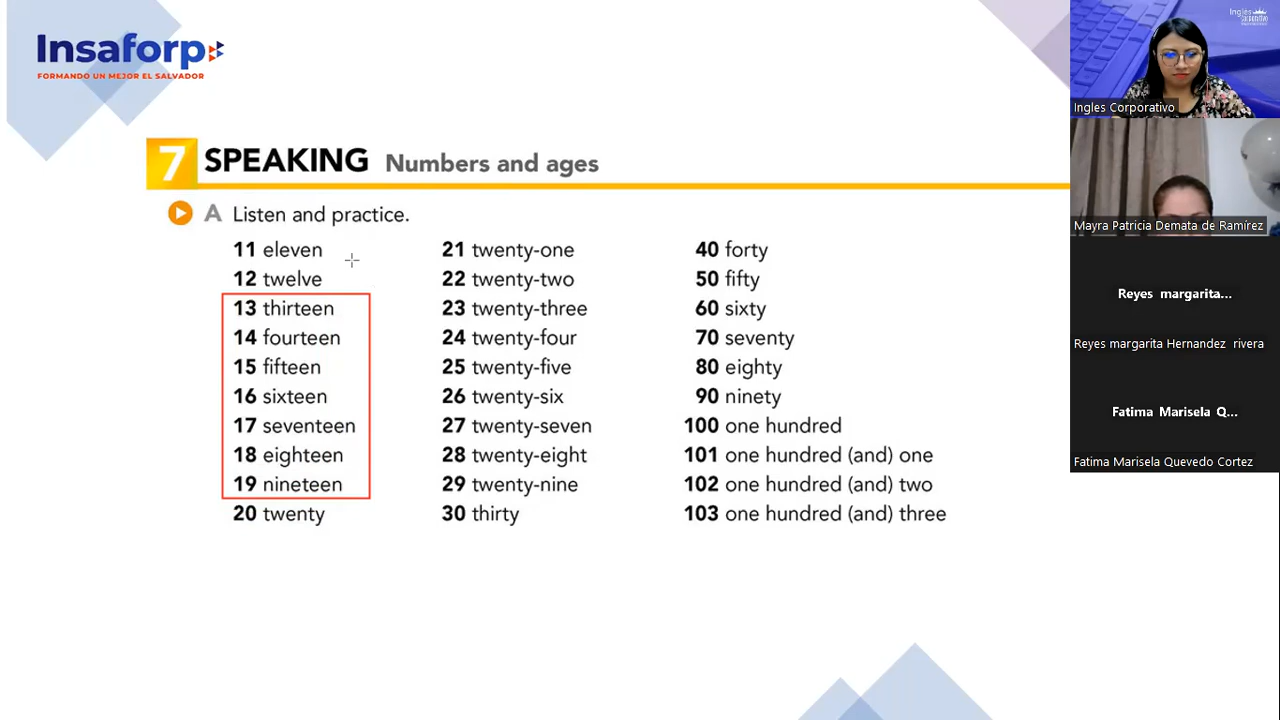 Insaforp
FORMANDO UN MEJOR EL SALVADOR
7 SPEAKING Numbers and ages
A Listen and practice.
11 eleven
12 twelve
13 thirteen
14 fourteen
15 fifteen
16 sixteen
17 seventeen
18 eighteen
19 nineteen
20 twenty
21 twenty-one
22 twenty-two
23 twenty-three
24 twenty-four
25 twenty-five
26 twenty-six
27 twenty-seven
28 twenty-eight
29 twenty-nine
30 thirty
40 forty
50 fifty
60 sixty
70 seventy
80 eighty
90 ninety
100 one hundred
101 one hundred (and) one
102 one hundred (and) two
103 one hundred (and) three
Ingles
Ingles Corporativo
Mayra Patricia Demata de Ramírez
Reyes margarita...
Reyes margarita Hernandez rivera
Fatima Marisela Q...
Fatima Marisela Quevedo Cortez